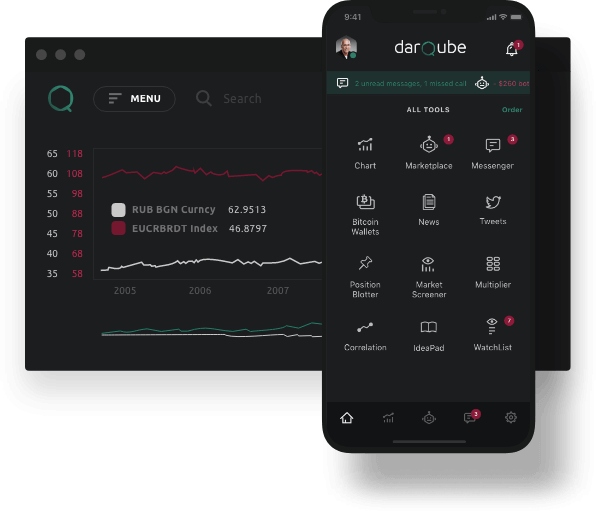 MENU
Search
65 118
60 108
55 98
50 88
45 78
40 68
35 58
RUB BGN Curncy 62.9513
EUCRBRDT Index 46.8797
2005 2006 2007
9:41
darqube
1
2 unread messages, 1 missed call
- $260 bet
ALL TOOLS
Order
1
3
Chart
Marketplace
Messenger
Bitcoin
Wallets
News
Tweets
Position
Blotter
Market
Screener
Multiplier
7
Correlation
IdeaPad
WatchList
3